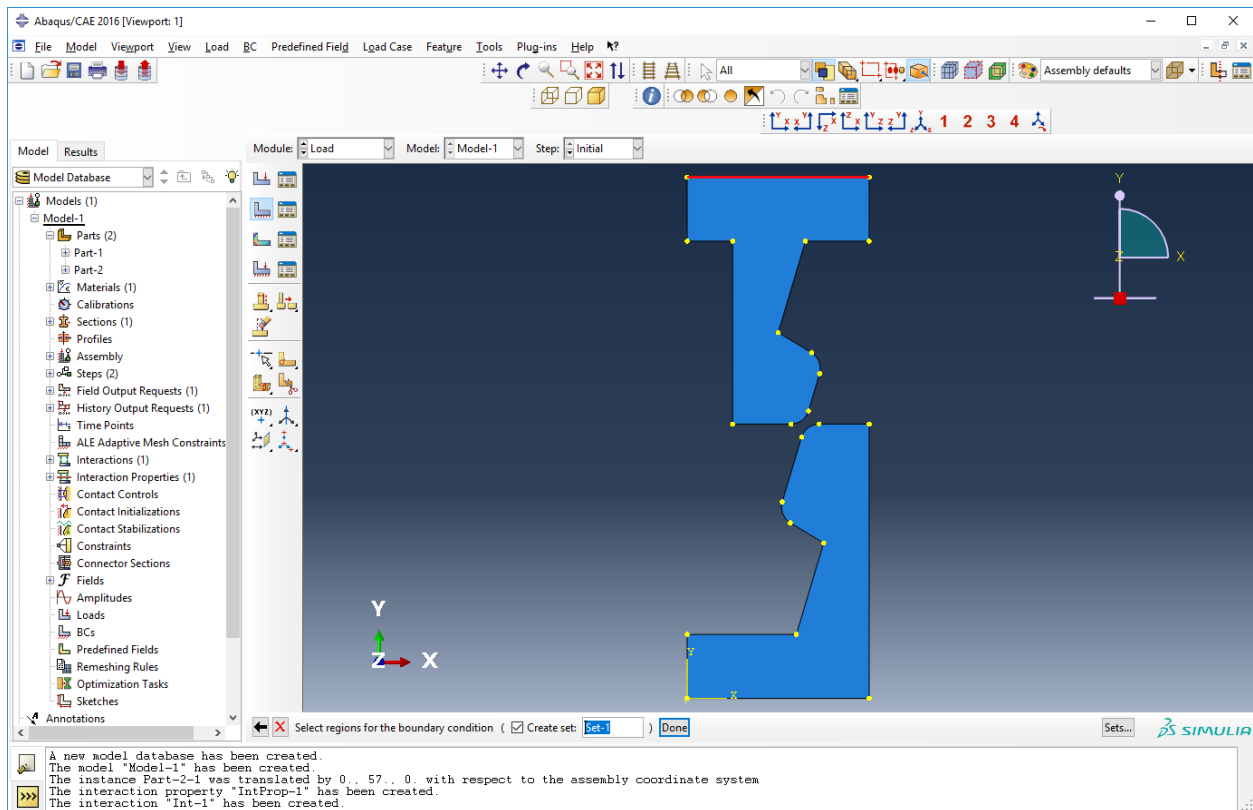 Abaqus/CAE 2016 [Viewport: 1]
File Model Viewport View Load BC Predefined Field Load Case Feature Tools Plug-ins Help
All
Assembly defaults
1 2 3 4
Model Results
Module: Load Model: Model-1 Step: Initial
Model Database
Models (1)
Model-1
Parts (2)
Part-1
Part-2
Materials (1)
Calibrations
Sections (1)
Profiles
Assembly
Steps (2)
Field Output Requests (1)
History Output Requests (1)
Time Points
ALE Adaptive Mesh Constraints
Interactions (1)
Interaction Properties (1)
Contact Controls
Contact Initializations
Contact Stabilizations
Constraints
Connector Sections
Fields
Amplitudes
Loads
BCs
Predefined Fields
Remeshing Rules
Optimization Tasks
Sketches
Annotations
(XYZ)
Y
X
Z
Y
Z X
Y
X
Select regions for the boundary condition ( Create set: Set-1 ) Done
Sets...
SIMULIA
A new model database has been created.
The model "Model-1" has been created.
The instance Part-2-1 was translated by 0., 57., 0. with respect to the assembly coordinate system
The interaction property "IntProp-1" has been created.
The interaction "Int-1" has been created.